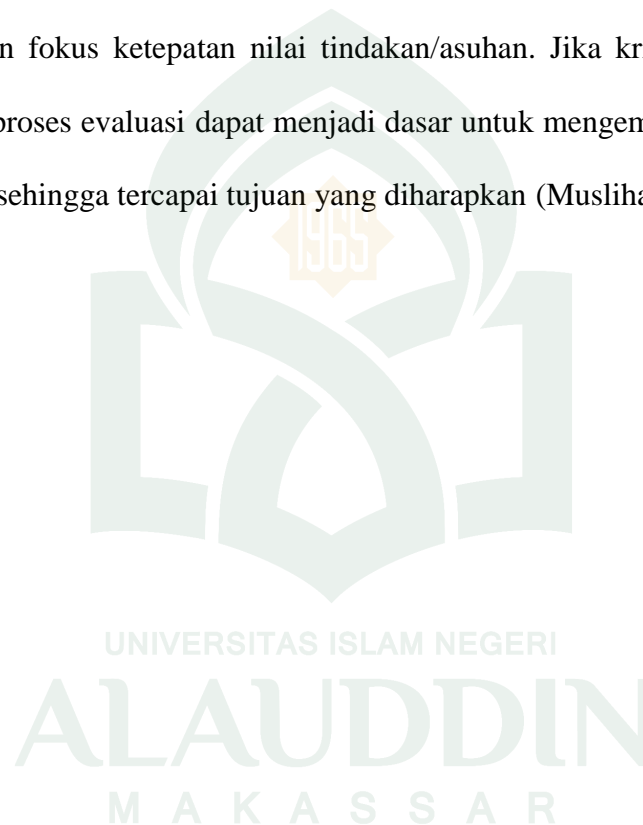 n fokus ketepatan nilai tindakan/asuhan. Jika kr
proses evaluasi dapat menjadi dasar untuk mengem
sehingga tercapai tujuan yang diharapkan (Musliha
1965
UNIVERSITAS ISLAM NEGERI
ALAUDDIN
MAKASSAR